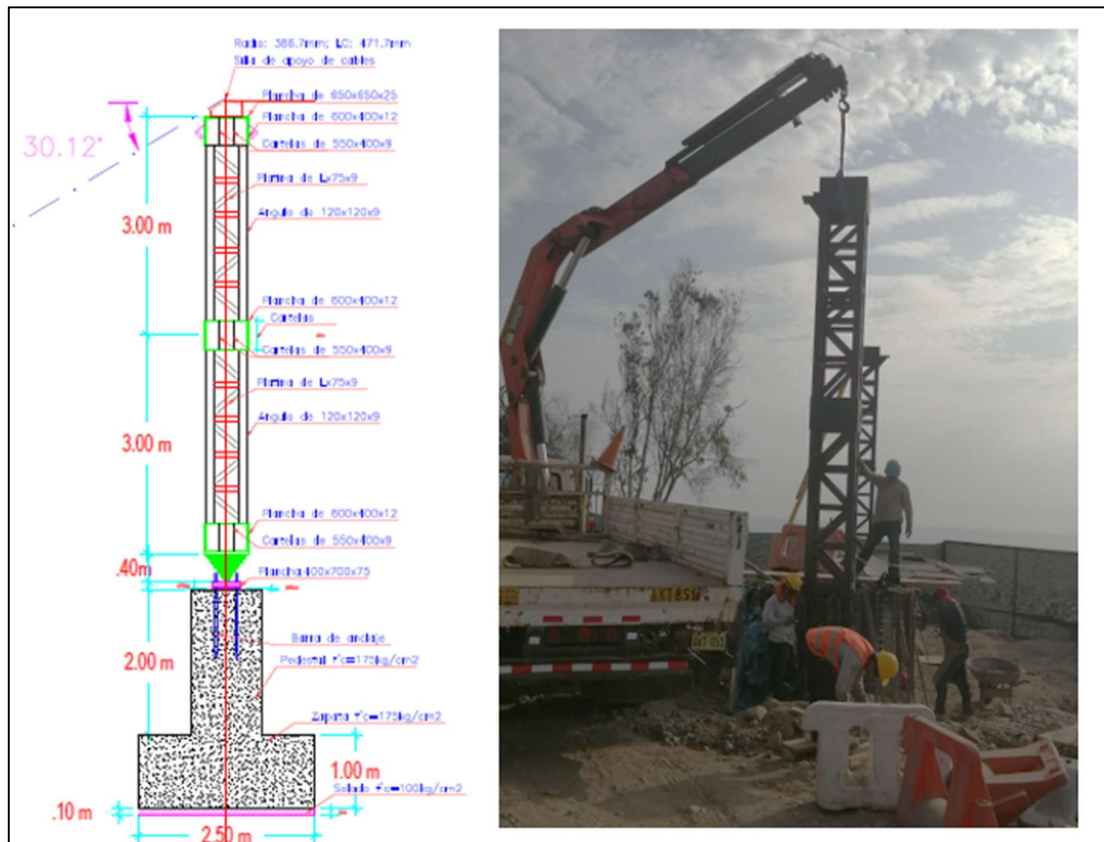 Radio: 386.7mm; LC: 471.7mm
Silla de apoyo de cables
Plancha de 650x650x25
Plancha de 600x400x12
30.12°
Cartelas de 550x400x9
Platina de Lx75x9
3.00 m
Angulo de 120x120x9
Plancha de 600x400x12
Cartelas
Cartelas de 550x400x9
Platina de Lx75x9
Angulo de 120x120x9
3.00 m
Plancha de 600x400x12
Cartelas de 550x400x9
.40m
Plancha 400x700x75
Barra de anclaje
2.00 m
Pedestal f'c=175kg/cm2
Zapata f'c=175kg/cm2
1.00 m
Solado f'c=100kg/cm2
.10 m
2.50 m